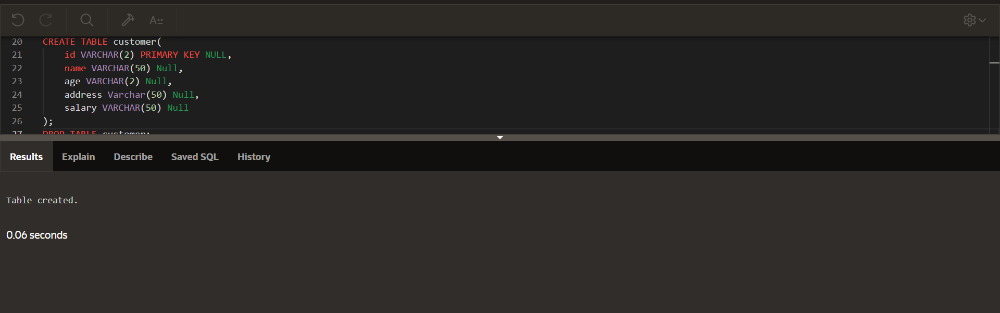 A
20 CREATE TABLE customer(
21 id VARCHAR(2) PRIMARY KEY NULL,
22 name VARCHAR(50) Null,
23 age VARCHAR(2) Null,
24 address Varchar(50) Null,
25 salary VARCHAR(50) Null
26 );
27 DROP TABLE customer;
Results Explain Describe Saved SQL History
Table created.
0.06 seconds